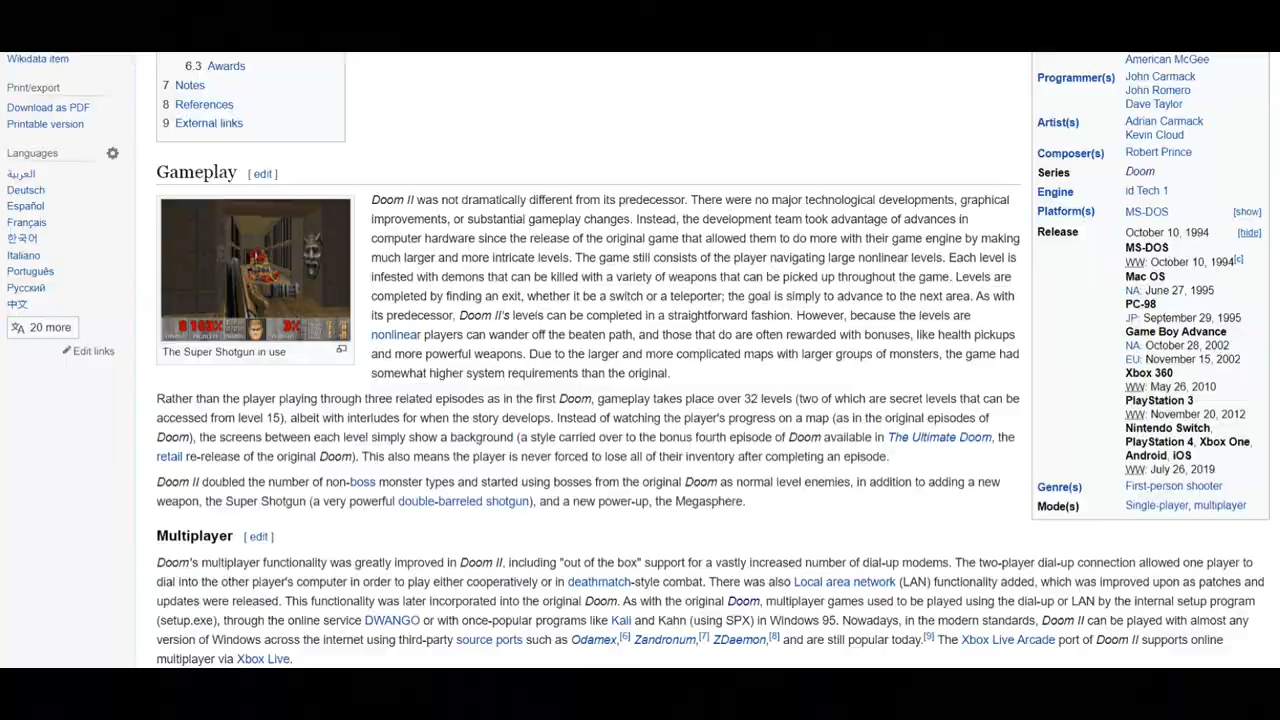 Wikidata item
Print/export
Download as PDF
Printable version
Languages
العربية
Deutsch
Español
Français
한국어
Italiano
Português
Русский
中文
20 more
Edit links
6.3 Awards
7 Notes
8 References
9 External links
Gameplay [ edit ]
The Super Shotgun in use
Doom II was not dramatically different from its predecessor. There were no major technological developments, graphical
improvements, or substantial gameplay changes. Instead, the development team took advantage of advances in
computer hardware since the release of the original game that allowed them to do more with their game engine by making
much larger and more intricate levels. The game still consists of the player navigating large nonlinear levels. Each level is
infested with demons that can be killed with a variety of weapons that can be picked up throughout the game. Levels are
completed by finding an exit, whether it be a switch or a teleporter; the goal is simply to advance to the next area. As with
its predecessor, Doom II's levels can be completed in a straightforward fashion. However, because the levels are
nonlinear players can wander off the beaten path, and those that do are often rewarded with bonuses, like health pickups
and more powerful weapons. Due to the larger and more complicated maps with larger groups of monsters, the game had
somewhat higher system requirements than the original.
Rather than the player playing through three related episodes as in the first Doom, gameplay takes place over 32 levels (two of which are secret levels that can be
accessed from level 15), albeit with interludes for when the story develops. Instead of watching the player's progress on a map (as in the original episodes of
Doom), the screens between each level simply show a background (a style carried over to the bonus fourth episode of Doom available in The Ultimate Doom, the
retail re-release of the original Doom). This also means the player is never forced to lose all of their inventory after completing an episode.
Doom II doubled the number of non-boss monster types and started using bosses from the original Doom as normal level enemies, in addition to adding a new
weapon, the Super Shotgun (a very powerful double-barreled shotgun), and a new power-up, the Megasphere.
Multiplayer [ edit ]
Doom's multiplayer functionality was greatly improved in Doom II, including "out of the box" support for a vastly increased number of dial-up modems. The two-player dial-up connection allowed one player to
dial into the other player's computer in order to play either cooperatively or in deathmatch-style combat. There was also Local area network (LAN) functionality added, which was improved upon as patches and
updates were released. This functionality was later incorporated into the original Doom. As with the original Doom, multiplayer games used to be played using the dial-up or LAN by the internal setup program
(setup.exe), through the online service DWANGO or with once-popular programs like Kali and Kahn (using SPX) in Windows 95. Nowadays, in the modern standards, Doom II can be played with almost any
version of Windows across the internet using third-party source ports such as Odamex,[6] Zandronum,[7] ZDaemon,[8] and are still popular today.[9] The Xbox Live Arcade port of Doom II supports online
multiplayer via Xbox Live.
American McGee
Programmer(s) John Carmack
John Romero
Dave Taylor
Artist(s) Adrian Carmack
Kevin Cloud
Composer(s) Robert Prince
Series Doom
Engine id Tech 1
Platform(s) MS-DOS [show]
Release October 10, 1994 [hide]
MS-DOS
WW: October 10, 1994[c]
Mac OS
NA: June 27, 1995
PC-98
JP: September 29, 1995
Game Boy Advance
NA: October 28, 2002
EU: November 15, 2002
Xbox 360
WW: May 26, 2010
PlayStation 3
WW: November 20, 2012
Nintendo Switch,
PlayStation 4, Xbox One,
Android, iOS
WW: July 26, 2019
Genre(s) First-person shooter
Mode(s) Single-player, multiplayer